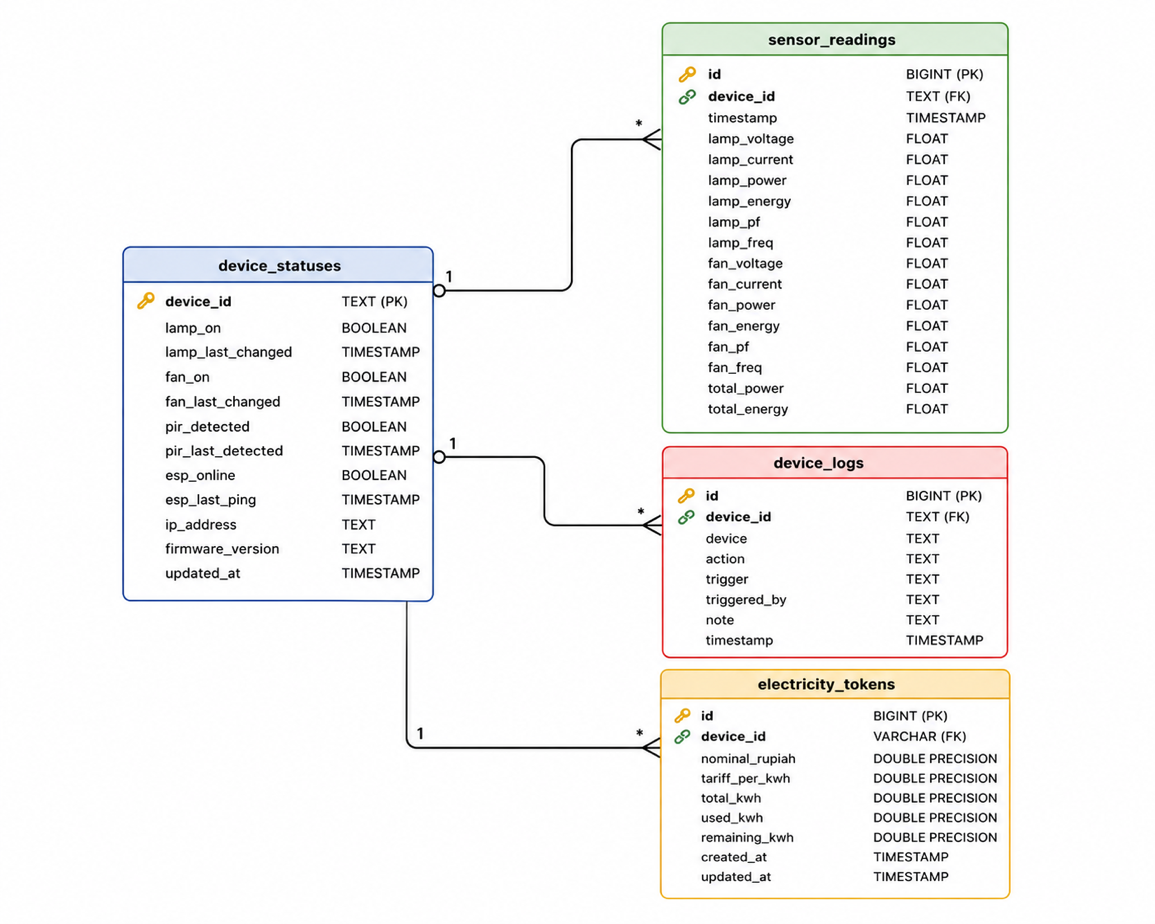 device_statuses
device_id TEXT (PK)
lamp_on BOOLEAN
lamp_last_changed TIMESTAMP
fan_on BOOLEAN
fan_last_changed TIMESTAMP
pir_detected BOOLEAN
pir_last_detected TIMESTAMP
esp_online BOOLEAN
esp_last_ping TIMESTAMP
ip_address TEXT
firmware_version TEXT
updated_at TIMESTAMP
1
*
1
*
1
*
sensor_readings
id BIGINT (PK)
device_id TEXT (FK)
timestamp TIMESTAMP
lamp_voltage FLOAT
lamp_current FLOAT
lamp_power FLOAT
lamp_energy FLOAT
lamp_pf FLOAT
lamp_freq FLOAT
fan_voltage FLOAT
fan_current FLOAT
fan_power FLOAT
fan_energy FLOAT
fan_pf FLOAT
fan_freq FLOAT
total_power FLOAT
total_energy FLOAT
device_logs
id BIGINT (PK)
device_id TEXT (FK)
device TEXT
action TEXT
trigger TEXT
triggered_by TEXT
note TEXT
timestamp TIMESTAMP
electricity_tokens
id BIGINT (PK)
device_id VARCHAR (FK)
nominal_rupiah DOUBLE PRECISION
tariff_per_kwh DOUBLE PRECISION
total_kwh DOUBLE PRECISION
used_kwh DOUBLE PRECISION
remaining_kwh DOUBLE PRECISION
created_at TIMESTAMP
updated_at TIMESTAMP